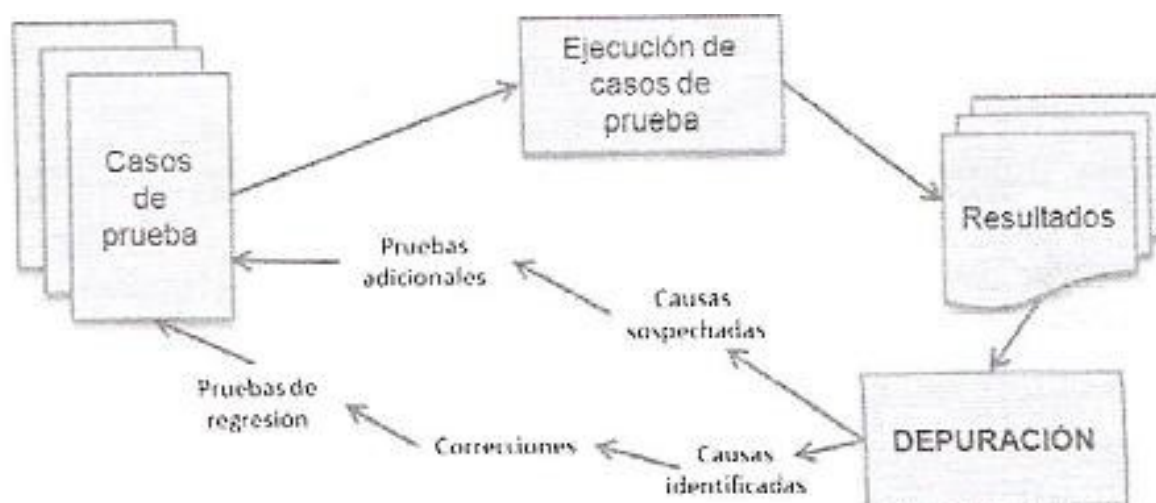 Ejecución de
casos de
prueba
Casos
de
prueba
Resultados
Pruebas
adicionales
Causas
sospechadas
Pruebas de
regresion
Correcciones
Causas
identificadas
DEPURACIÓN